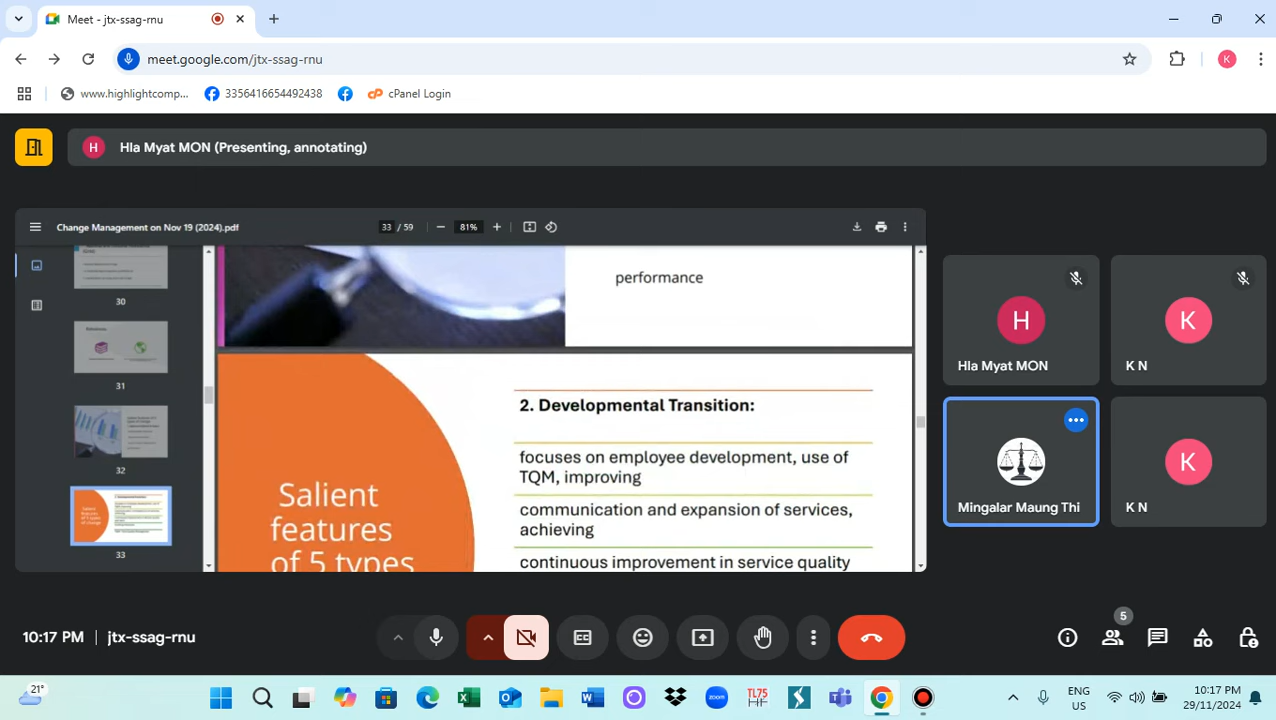 Meet - jtx-ssag-rnu
meet.google.com/jtx-ssag-rnu
K
www.highlightcomp...
3356416654492438
cPanel Login
H
Hla Myat MON (Presenting, annotating)
Change Management on Nov 19 (2024).pdf
33 / 59
81%
30
31
32
33
performance
Salient
features
of 5 types
2. Developmental Transition:
focuses on employee development, use of
TQM, improving
communication and expansion of services,
achieving
continuous improvement in service quality
H
Hla Myat MON
K
K N
Mingalar Maung Thi
K
K N
10:17 PM
jtx-ssag-rnu
5
21°
zoom
TL75
ENG
US
10:17 PM
29/11/2024